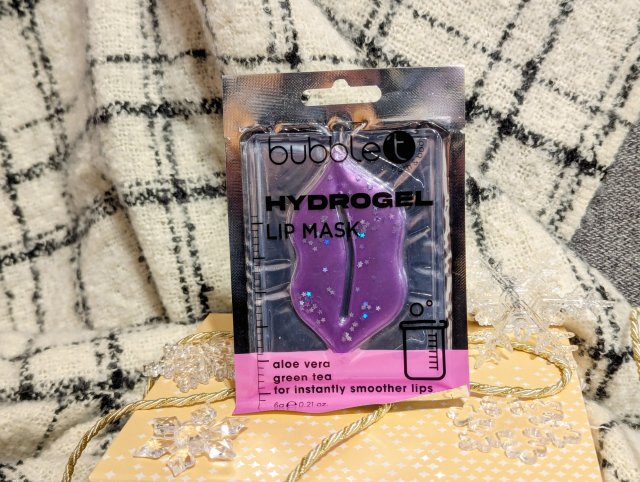 bubble t
HYDROGEL
LIP MASK
aloe vera
green tea
for instantly smoother lips
6g ℮ 0.21 oz